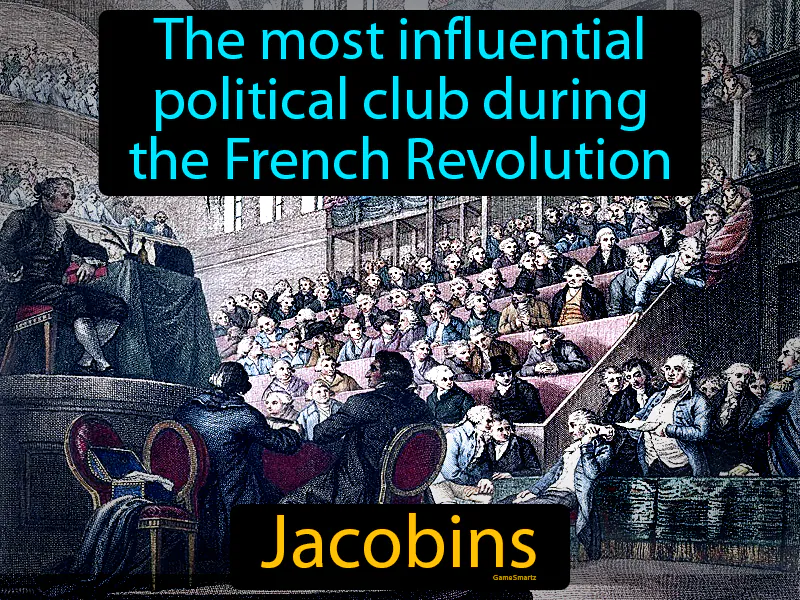 The most influential
political club during
the French Revolution
Jacobins
GameSmartz